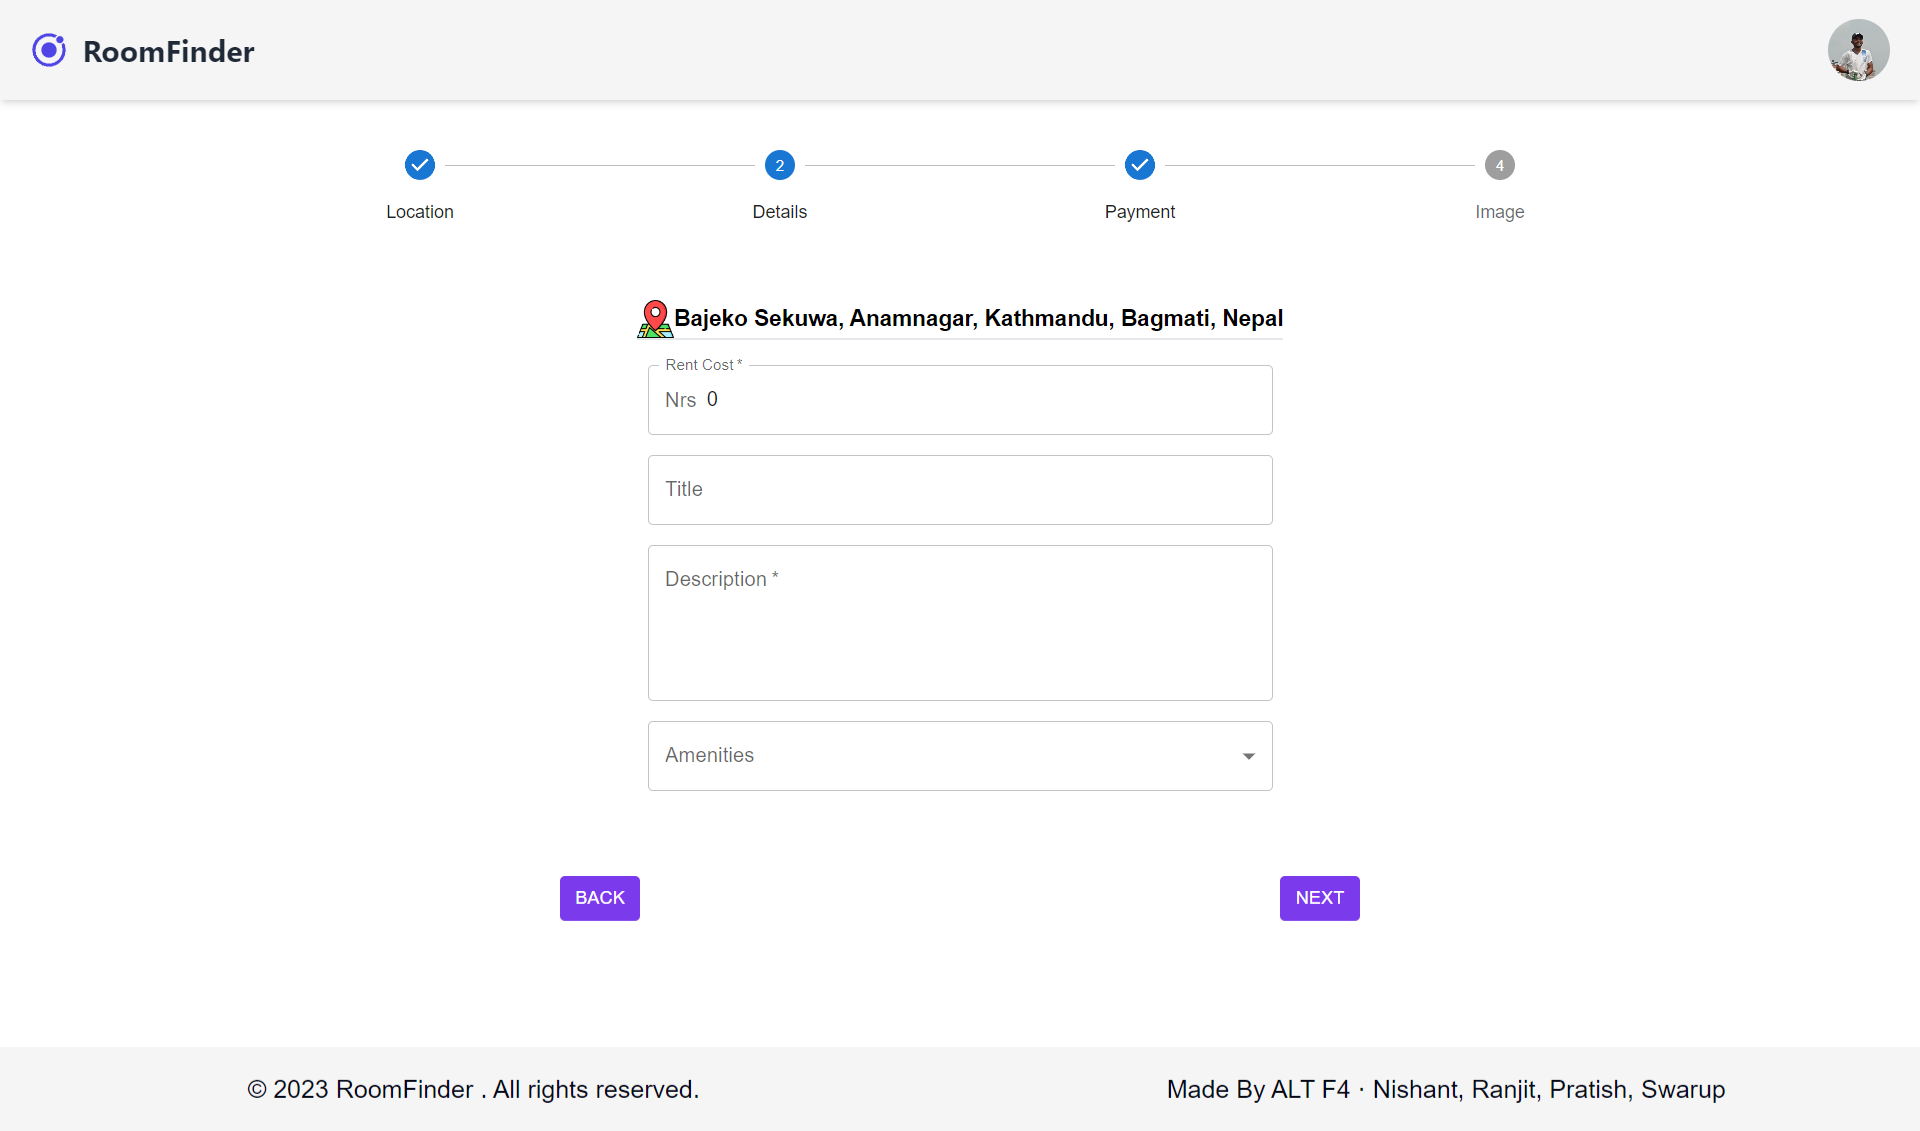 RoomFinder
2
4
Location
Details
Payment
Image
Bajeko Sekuwa, Anamnagar, Kathmandu, Bagmati, Nepal
Rent Cost *
Nrs 0
Title
Description *
Amenities
BACK
NEXT
© 2023 RoomFinder . All rights reserved.
Made By ALT F4 · Nishant, Ranjit, Pratish, Swarup